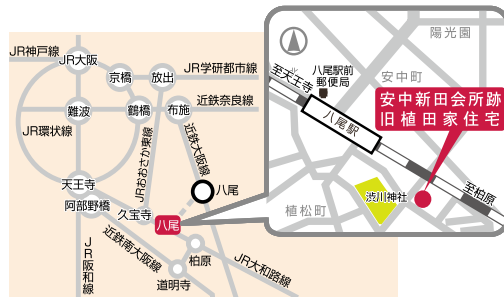 JR神戸線
JR大阪
京橋
放出
JR学研都市線
難波
鶴橋
布施
近鉄奈良線
JR環状線
JRおおさか東線
近鉄大阪線
天王寺
阿部野橋
久宝寺
八尾
八尾
近鉄南大阪線
柏原
JR大和路線
道明寺
JR阪和線
陽光園
至天王寺
八尾駅前
郵便局
安中町
八尾駅
安中新田会所跡
旧植田家住宅
至柏原
渋川神社
植松町